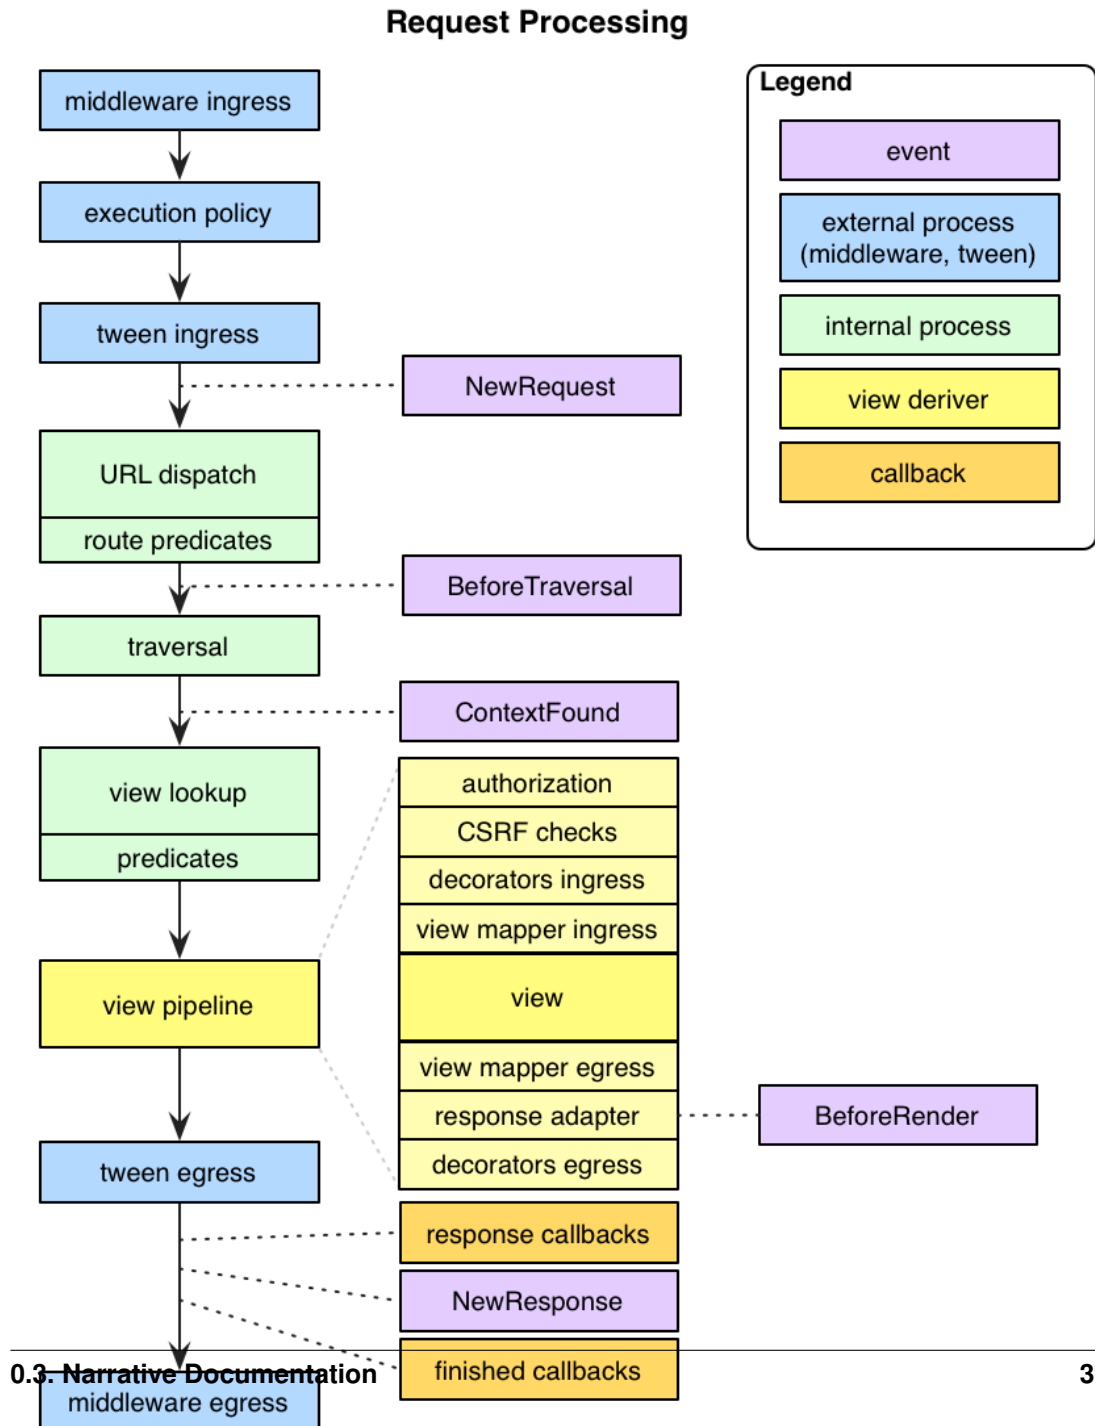 Request Processing
middleware ingress
execution policy
tween ingress
NewRequest
URL dispatch
route predicates
BeforeTraversal
traversal
ContextFound
view lookup
predicates
view pipeline
authorization
CSRF checks
decorators ingress
view mapper ingress
view
view mapper egress
response adapter
decorators egress
BeforeRender
tween egress
response callbacks
NewResponse
finished callbacks
middleware egress
Legend
event
external process
(middleware, tween)
internal process
view deriver
callback
0.3. Narrative Documentation
3